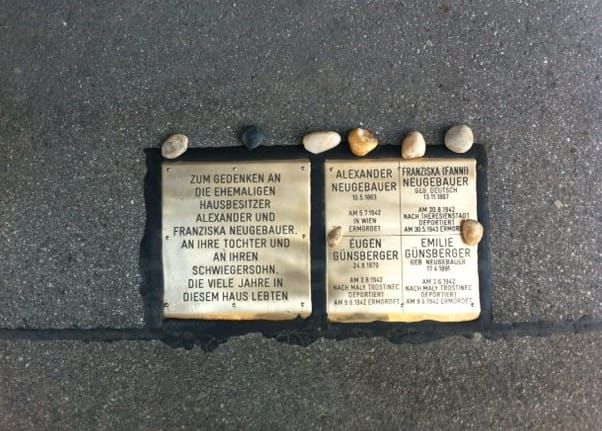 ZUM GEDENKEN AN
DIE EHEMALIGEN
HAUSBESITZER
ALEXANDER UND
FRANZISKA NEUGEBAUER.
AN IHRE TOCHTER UND
AN IHREN
SCHWIEGERSOHN,
DIE VIELE JAHRE IN
DIESEM HAUS LEBTEN
ALEXANDER
NEUGEBAUER
10.5.1863
AM 5.7.1942
IN WIEN
ERMORDET
FRANZISKA (FANNI)
NEUGEBAUER
GEB. DEUTSCH
13.11.1867
AM 20.8.1942
NACH THERESIENSTADT
DEPORTIERT
AM 30.5.1943 ERMORDET
EUGEN
GÜNSBERGER
24.8.1879
AM 2.6.1942
NACH MALY TROSTINEC
DEPORTIERT
AM 9.6.1942 ERMORDET
EMILIE
GÜNSBERGER
GEB. NEUGEBAUER
17.4.1891
AM 2.6.1942
NACH MALY TROSTINEC
DEPORTIERT
AM 9.6.1942 ERMORDET